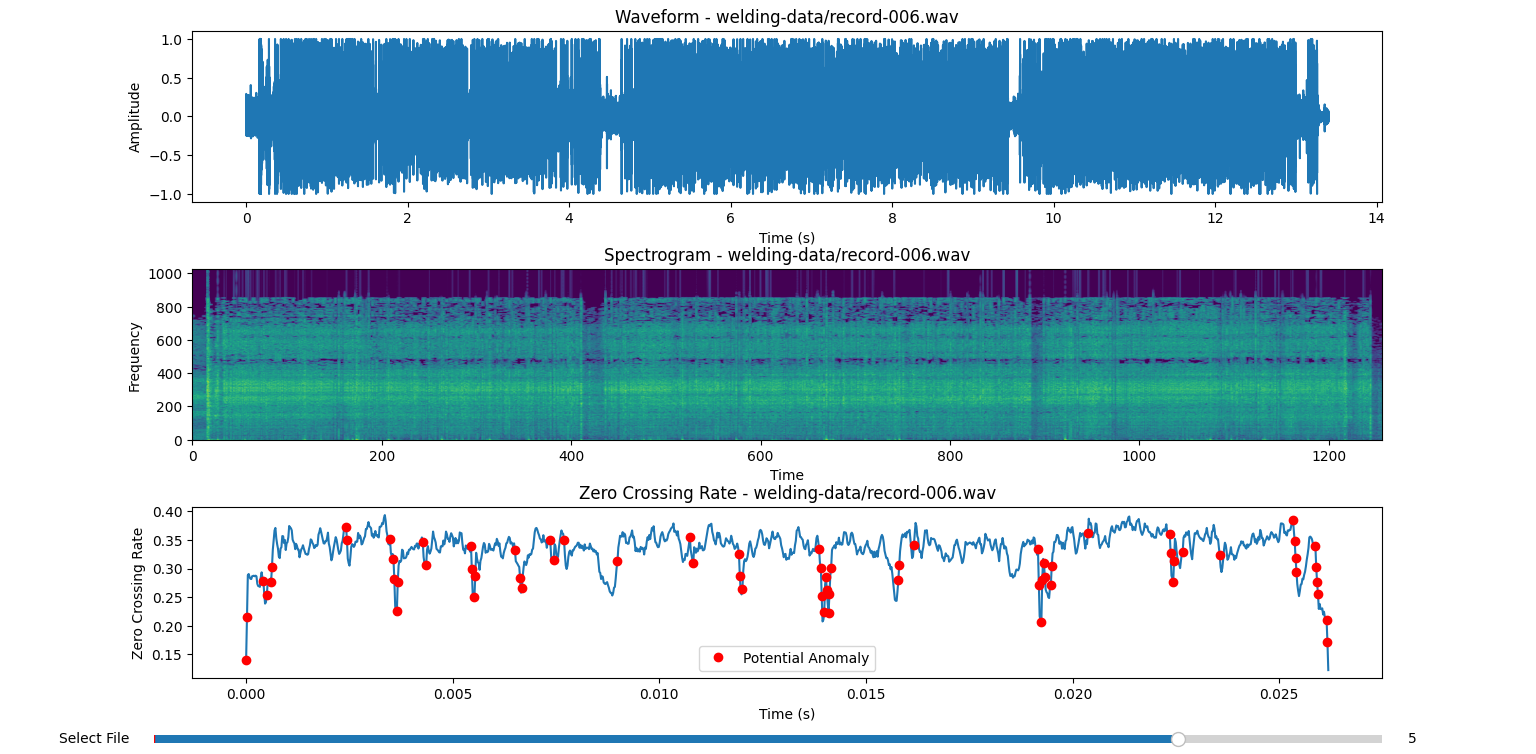 Waveform - welding-data/record-006.wav
1.0
0.5
0.0
−0.5
−1.0
Amplitude
0 2 4 6 8 10 12 14
Time (s)
Spectrogram - welding-data/record-006.wav
1000
800
600
400
200
0
Frequency
0 200 400 600 800 1000 1200
Time
Zero Crossing Rate - welding-data/record-006.wav
0.40
0.35
0.30
0.25
0.20
0.15
Zero Crossing Rate
Potential Anomaly
0.000 0.005 0.010 0.015 0.020 0.025
Time (s)
Select File 5